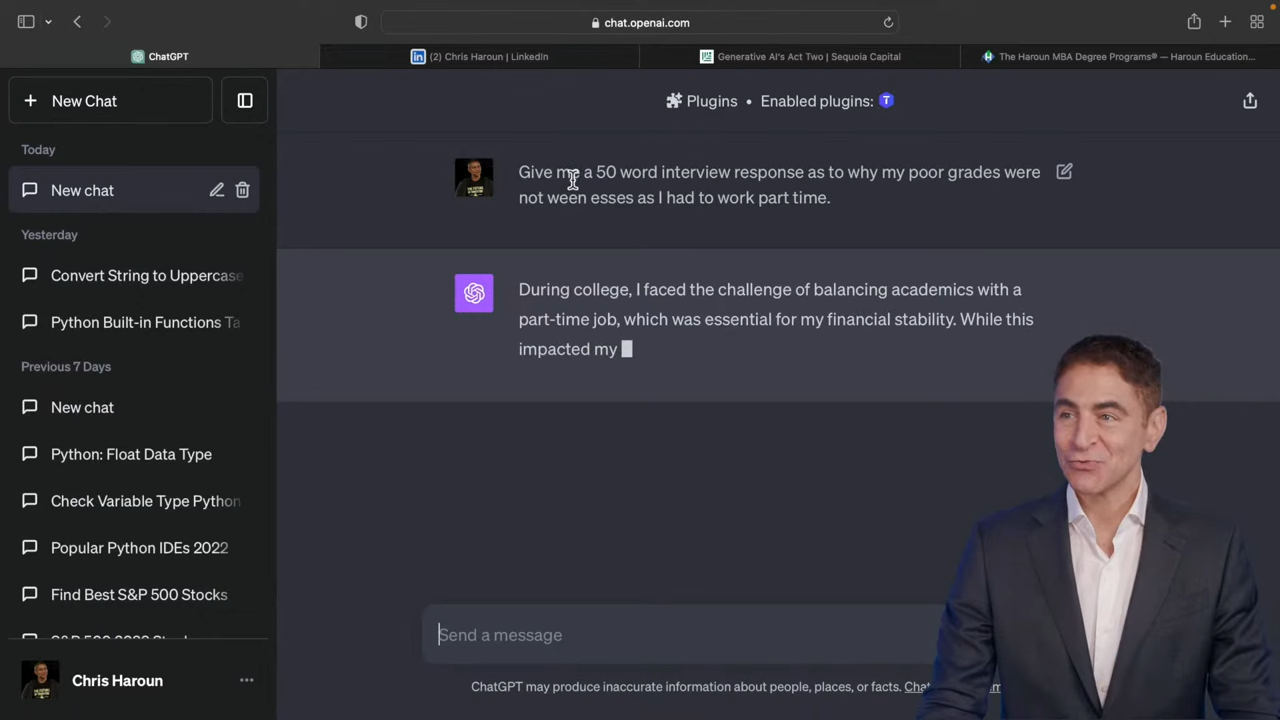 chat.openai.com
ChatGPT
(2) Chris Haroun | LinkedIn
Generative AI's Act Two | Sequoia Capital
The Haroun MBA Degree Programs® — Haroun Education...
New Chat
Plugins • Enabled plugins: T
Today
New chat
Yesterday
Convert String to Uppercase
Python Built-in Functions Ta
Previous 7 Days
New chat
Python: Float Data Type
Check Variable Type Python
Popular Python IDEs 2022
Find Best S&P 500 Stocks
Chris Haroun
Give me a 50 word interview response as to why my poor grades were
not ween esses as I had to work part time.
During college, I faced the challenge of balancing academics with a
part-time job, which was essential for my financial stability. While this
impacted my
Send a message
ChatGPT may produce inaccurate information about people, places, or facts.